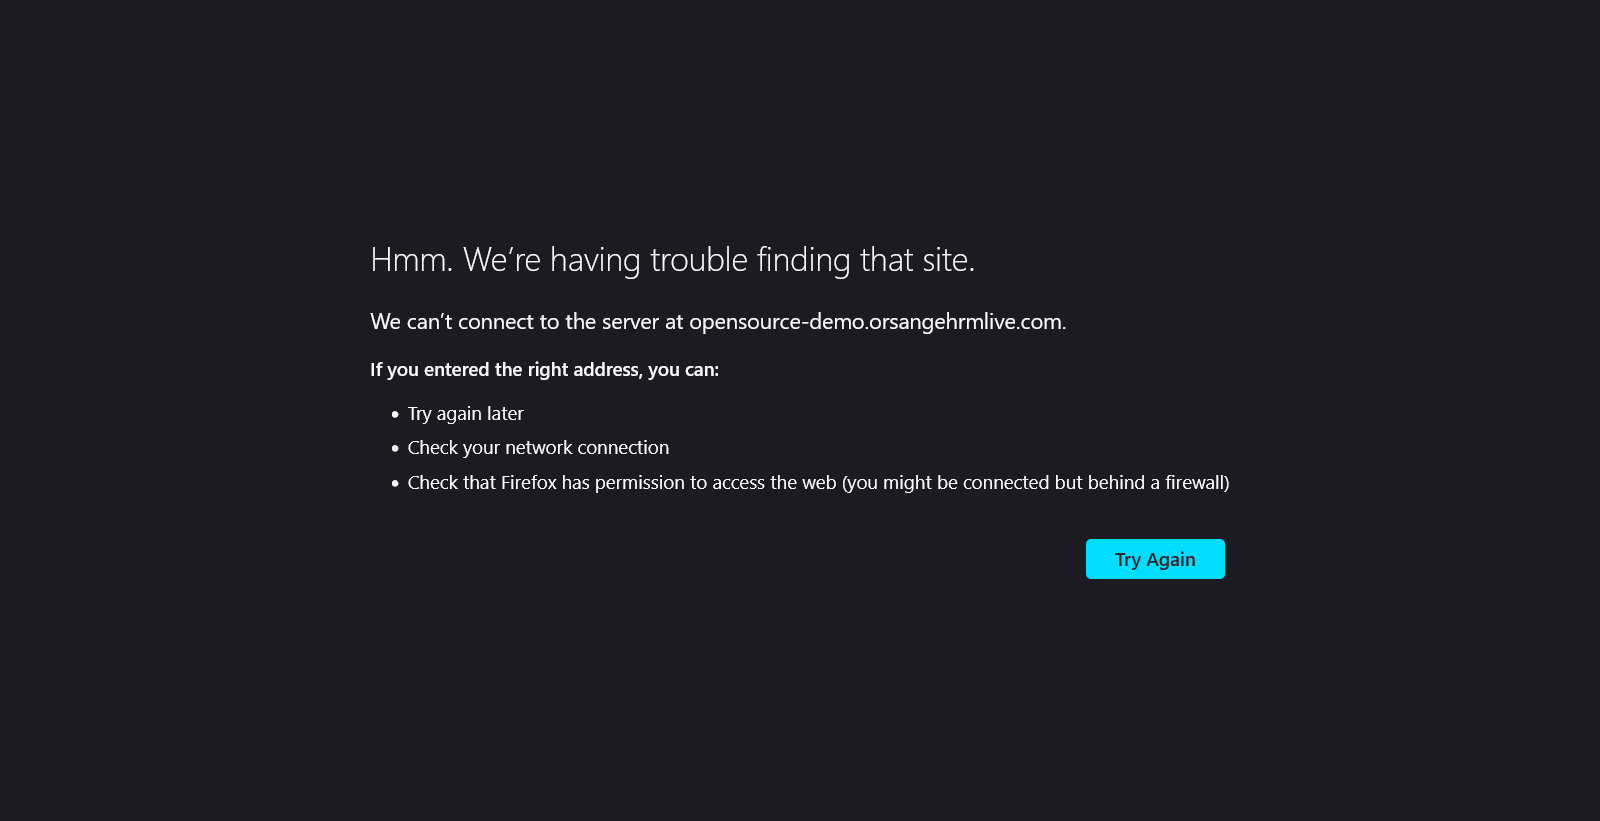 Hmm. We’re having trouble finding that site.
We can’t connect to the server at opensource-demo.orsangehrmlive.com.
If you entered the right address, you can:
• Try again later
• Check your network connection
• Check that Firefox has permission to access the web (you might be connected but behind a firewall)
Try Again